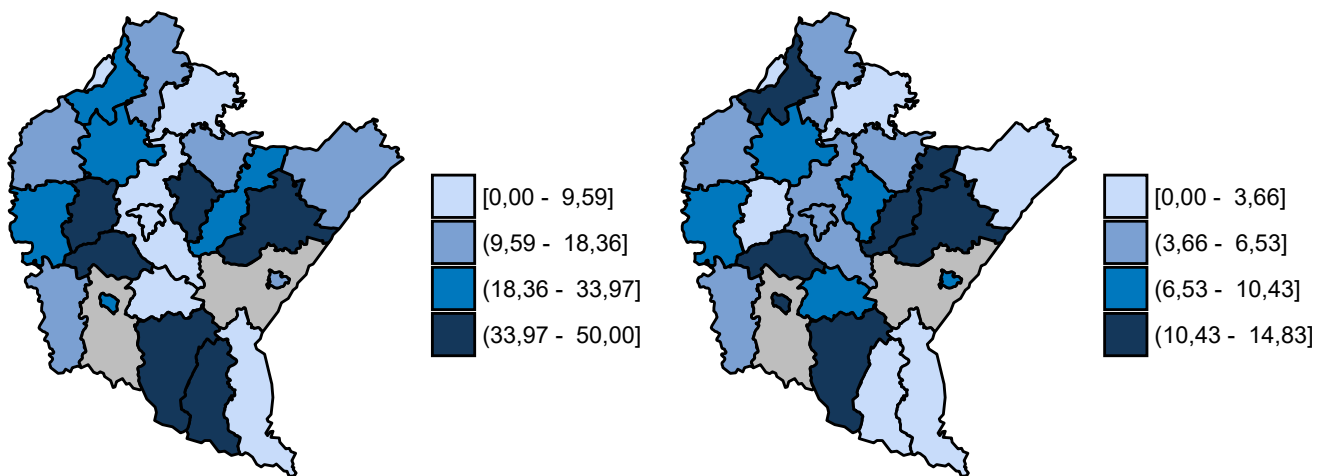 [0,00 - 9,59]
(9,59 - 18,36]
(18,36 - 33,97]
(33,97 - 50,00]
[0,00 - 3,66]
(3,66 - 6,53]
(6,53 - 10,43]
(10,43 - 14,83]